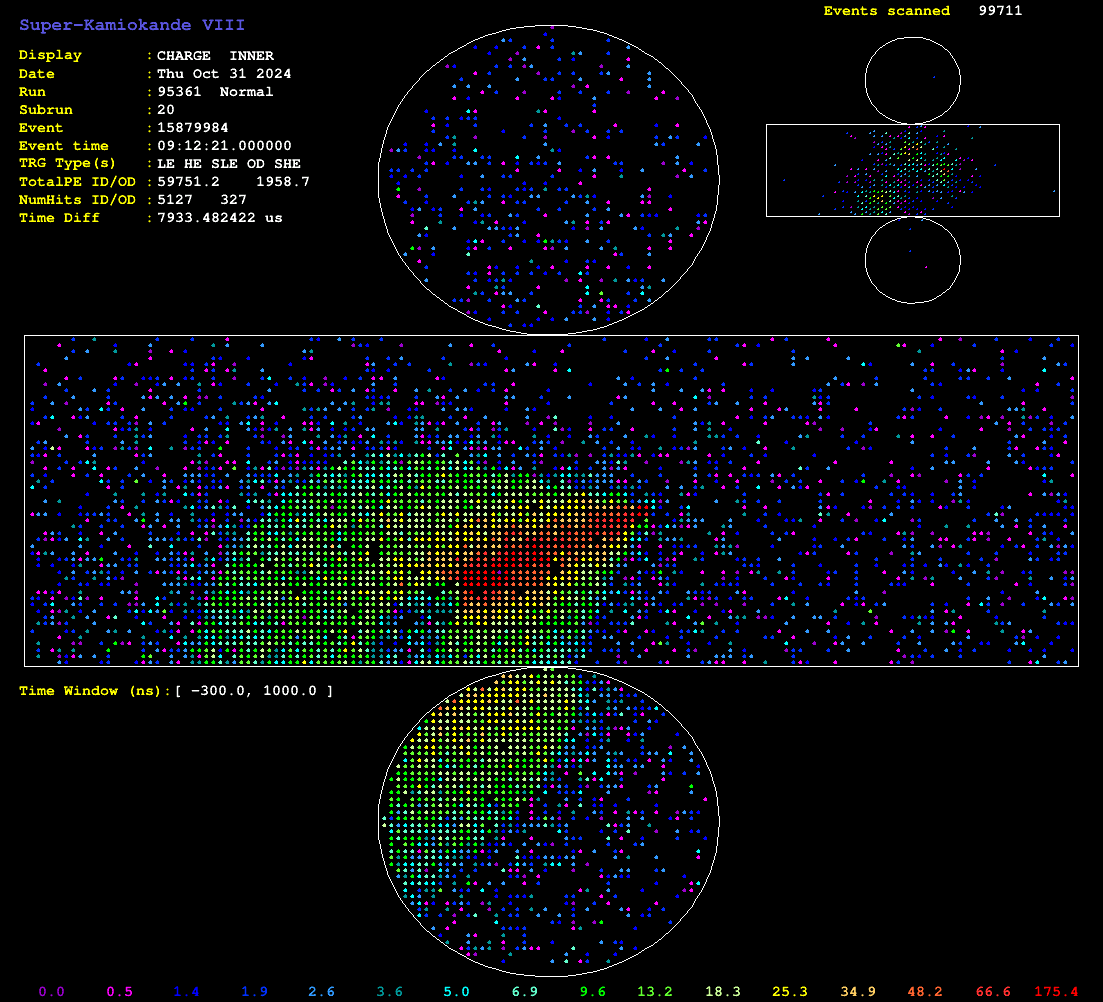 Super-Kamiokande VIII
Events scanned 99711
Display : CHARGE INNER
Date : Thu Oct 31 2024
Run : 95361 Normal
Subrun : 20
Event : 15879984
Event time : 09:12:21.000000
TRG Type(s) : LE HE SLE OD SHE
TotalPE ID/OD : 59751.2 1958.7
NumHits ID/OD : 5127 327
Time Diff : 7933.482422 us
Time Window (ns): [ -300.0, 1000.0 ]
0.0 0.5 1.4 1.9 2.6 3.6 5.0 6.9 9.6 13.2 18.3 25.3 34.9 48.2 66.6 175.4